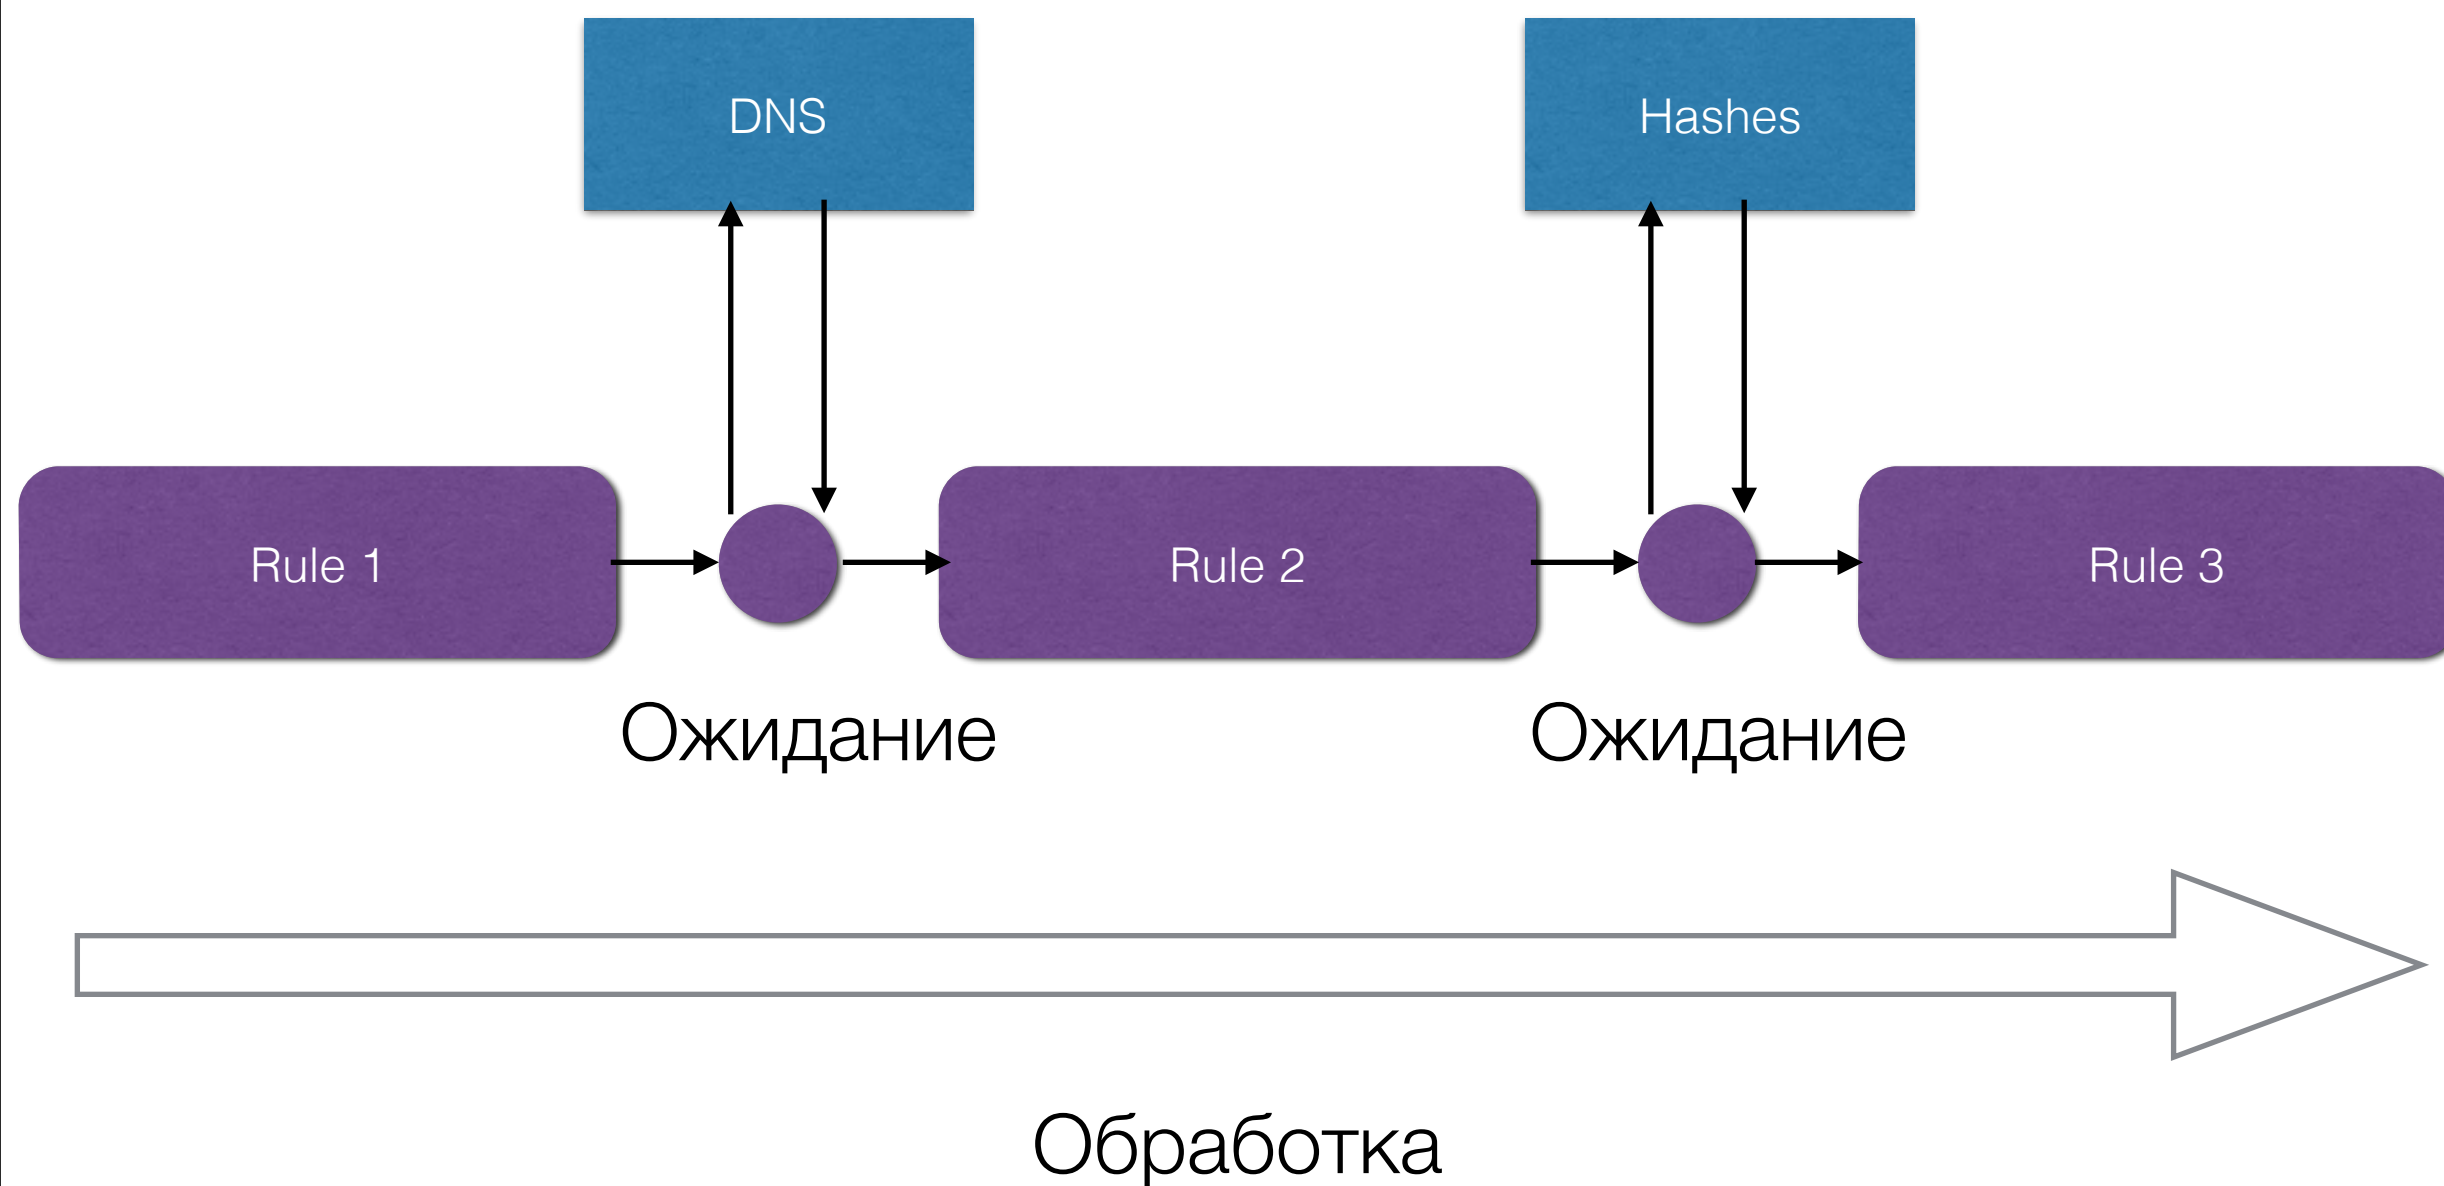 DNS
Hashes
Rule 1
Rule 2
Rule 3
Ожидание
Ожидание
Обработка